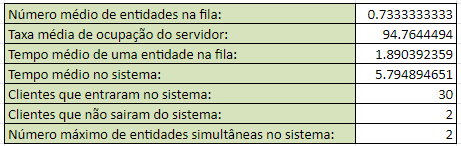 Número médio de entidades na fila: 0.7333333333
Taxa média de ocupação do servidor: 94.7644494
Tempo médio de uma entidade na fila: 1.890392359
Tempo médio no sistema: 5.794894651
Clientes que entraram no sistema: 30
Clientes que não sairam do sistema: 2
Número máximo de entidades simultâneas no sistema: 2